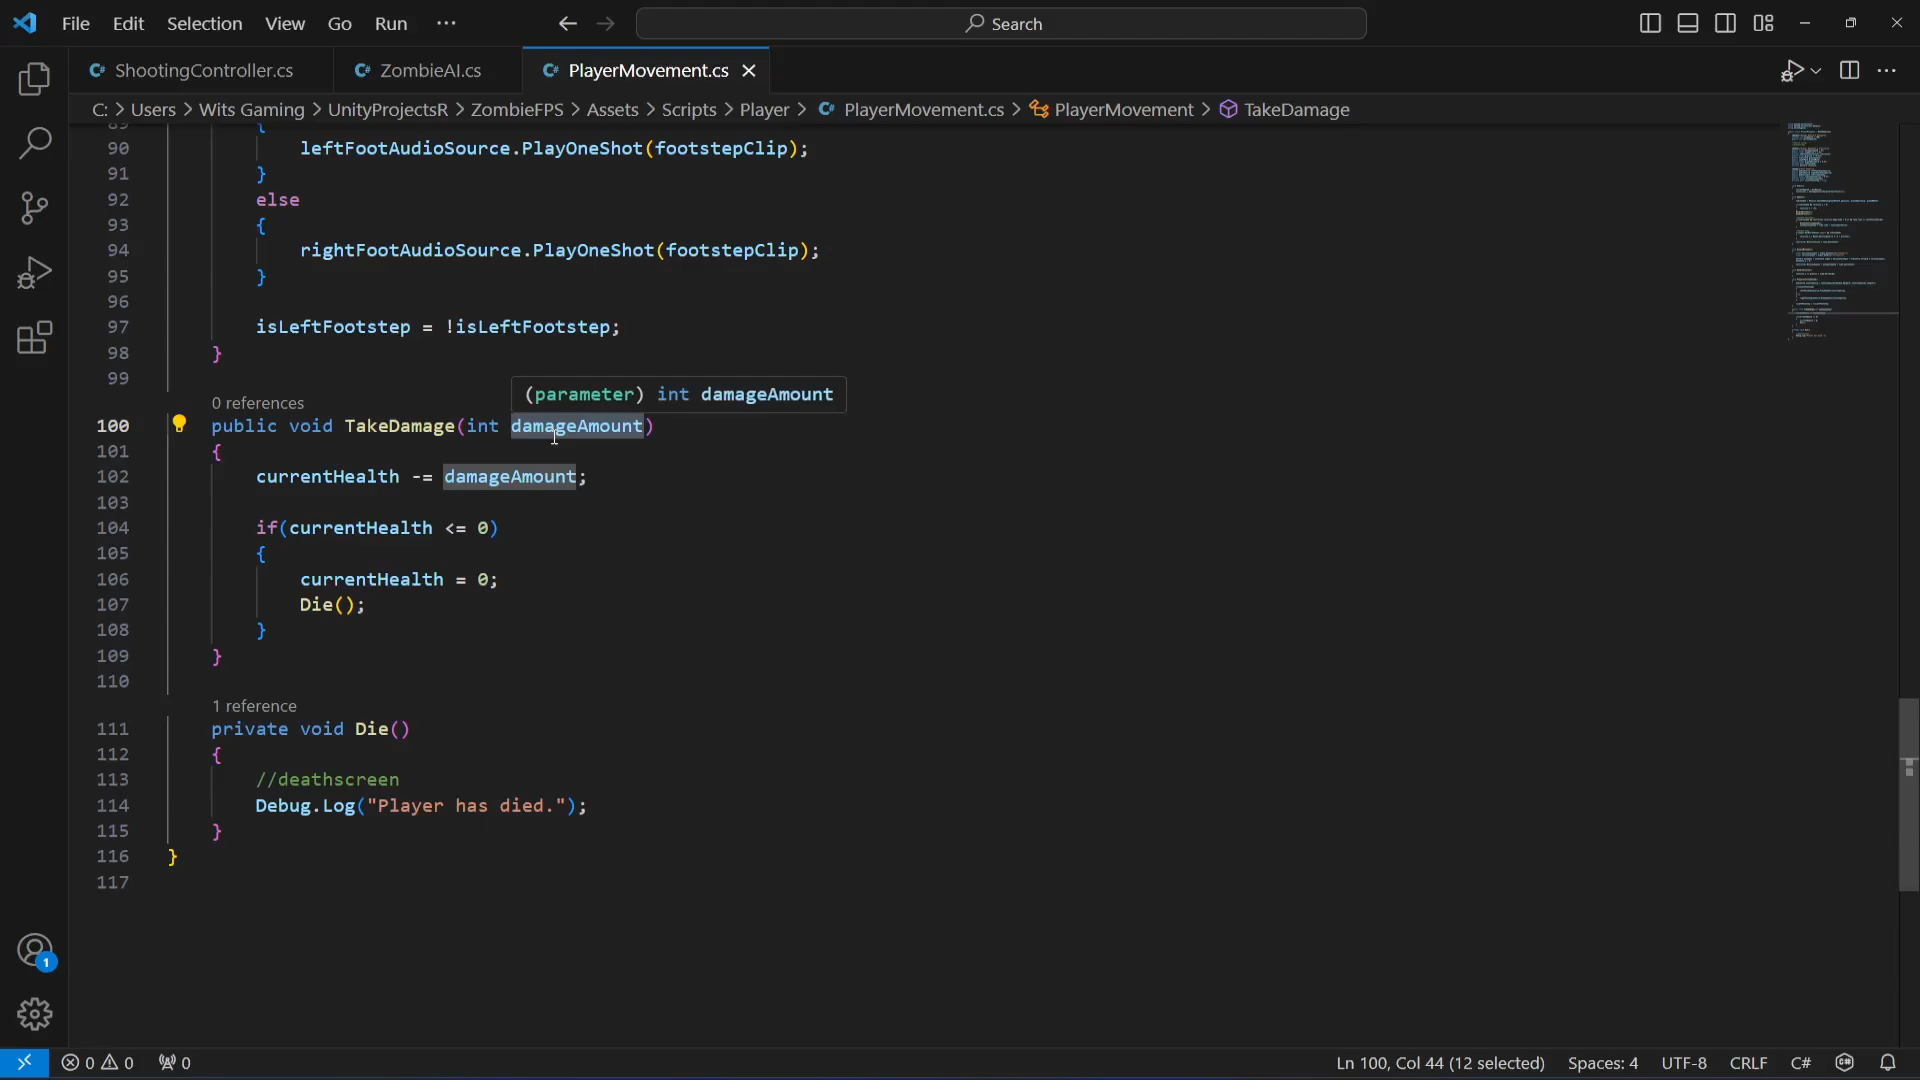 File Edit Selection View Go Run ··· Search
ShootingController.cs ZombieAI.cs PlayerMovement.cs
C: > Users > Wits Gaming > UnityProjectsR > ZombieFPS > Assets > Scripts > Player > PlayerMovement.cs > PlayerMovement > TakeDamage
89 {
90 leftFootAudioSource.PlayOneShot(footstepClip);
91 }
92 else
93 {
94 rightFootAudioSource.PlayOneShot(footstepClip);
95 }
96
97 isLeftFootstep = !isLeftFootstep;
98 }
99
(parameter) int damageAmount
0 references
100 public void TakeDamage(int damageAmount)
101 {
102 currentHealth -= damageAmount;
103
104 if(currentHealth <= 0)
105 {
106 currentHealth = 0;
107 Die();
108 }
109 }
110
1 reference
111 private void Die()
112 {
113 //deathscreen
114 Debug.Log("Player has died.");
115 }
116 }
117
1
0 0 0 Ln 100, Col 44 (12 selected) Spaces: 4 UTF-8 CRLF C#